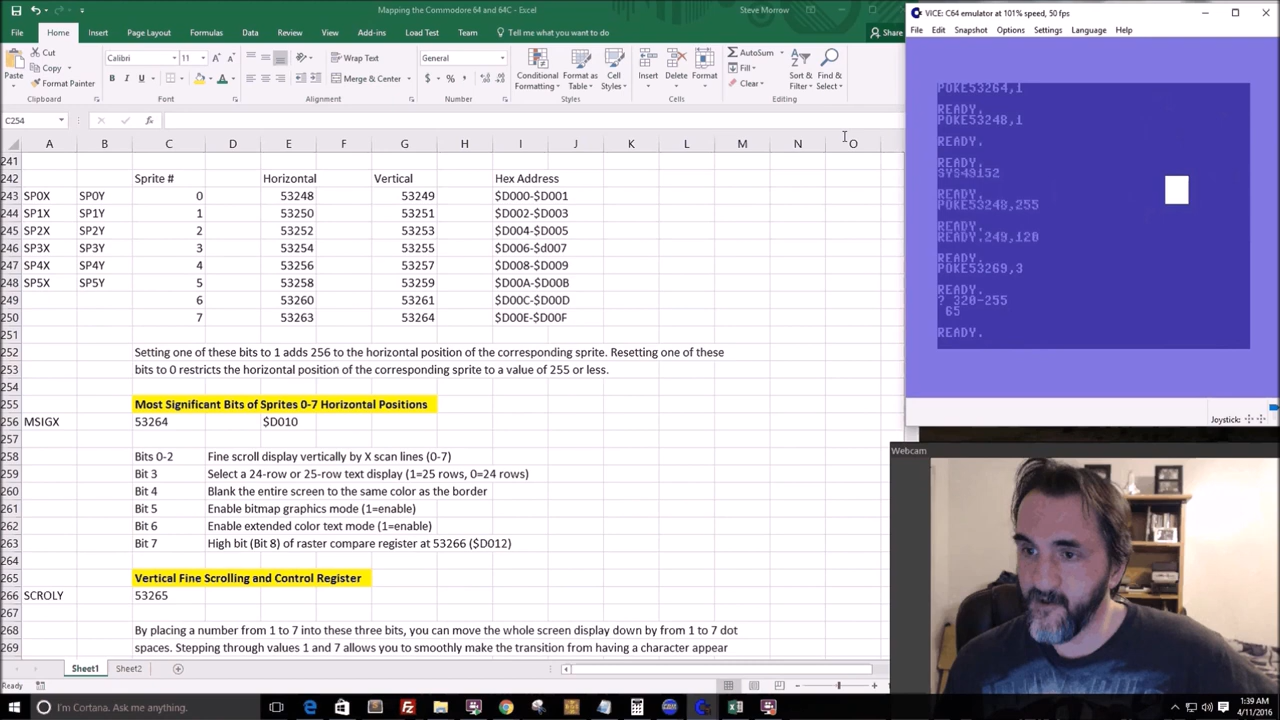 Mapping the Commodore 64 and 64C - Excel
Steve Morrow
File Home Insert Page Layout Formulas Data Review View Add-ins Load Test Team Tell me what you want to do Share
Paste
Cut
Copy
Format Painter
Clipboard
Calibri 11
B I U
Font
Wrap Text
Merge & Center
Alignment
General
$ % ,
Number
Conditional Formatting
Format as Table
Cell Styles
Styles
Insert Delete Format
Cells
AutoSum
Fill
Clear
Sort & Filter
Find & Select
Editing
C254 fx
A B C D E F G H I J K L M N O
241
242 Sprite # Horizontal Vertical Hex Address
243 SP0X SP0Y 0 53248 53249 $D000-$D001
244 SP1X SP1Y 1 53250 53251 $D002-$D003
245 SP2X SP2Y 2 53252 53253 $D004-$D005
246 SP3X SP3Y 3 53254 53255 $D006-$d007
247 SP4X SP4Y 4 53256 53257 $D008-$D009
248 SP5X SP5Y 5 53258 53259 $D00A-$D00B
249 6 53260 53261 $D00C-$D00D
250 7 53263 53264 $D00E-$D00F
251
252 Setting one of these bits to 1 adds 256 to the horizontal position of the corresponding sprite. Resetting one of these
253 bits to 0 restricts the horizontal position of the corresponding sprite to a value of 255 or less.
254
255 Most Significant Bits of Sprites 0-7 Horizontal Positions
256 MSIGX 53264 $D010
257
258 Bits 0-2 Fine scroll display vertically by X scan lines (0-7)
259 Bit 3 Select a 24-row or 25-row text display (1=25 rows, 0=24 rows)
260 Bit 4 Blank the entire screen to the same color as the border
261 Bit 5 Enable bitmap graphics mode (1=enable)
262 Bit 6 Enable extended color text mode (1=enable)
263 Bit 7 High bit (Bit 8) of raster compare register at 53266 ($D012)
264
265 Vertical Fine Scrolling and Control Register
266 SCROLY 53265
267
268 By placing a number from 1 to 7 into these three bits, you can move the whole screen display down by from 1 to 7 dot
269 spaces. Stepping through values 1 and 7 allows you to smoothly make the transition from having a character appear
Sheet1 Sheet2
Ready
VICE: C64 emulator at 101% speed, 50 fps
File Edit Snapshot Options Settings Language Help
POKE53264,1
READY.
POKE53248,1
READY.
READY.
SYS49152
READY.
POKE53248,255
READY.
READY.249,120
READY.
POKE53269,3
READY.
? 320-255
65
READY.
Joystick:
Webcam
I'm Cortana. Ask me anything.
1:39 AM
4/11/2016